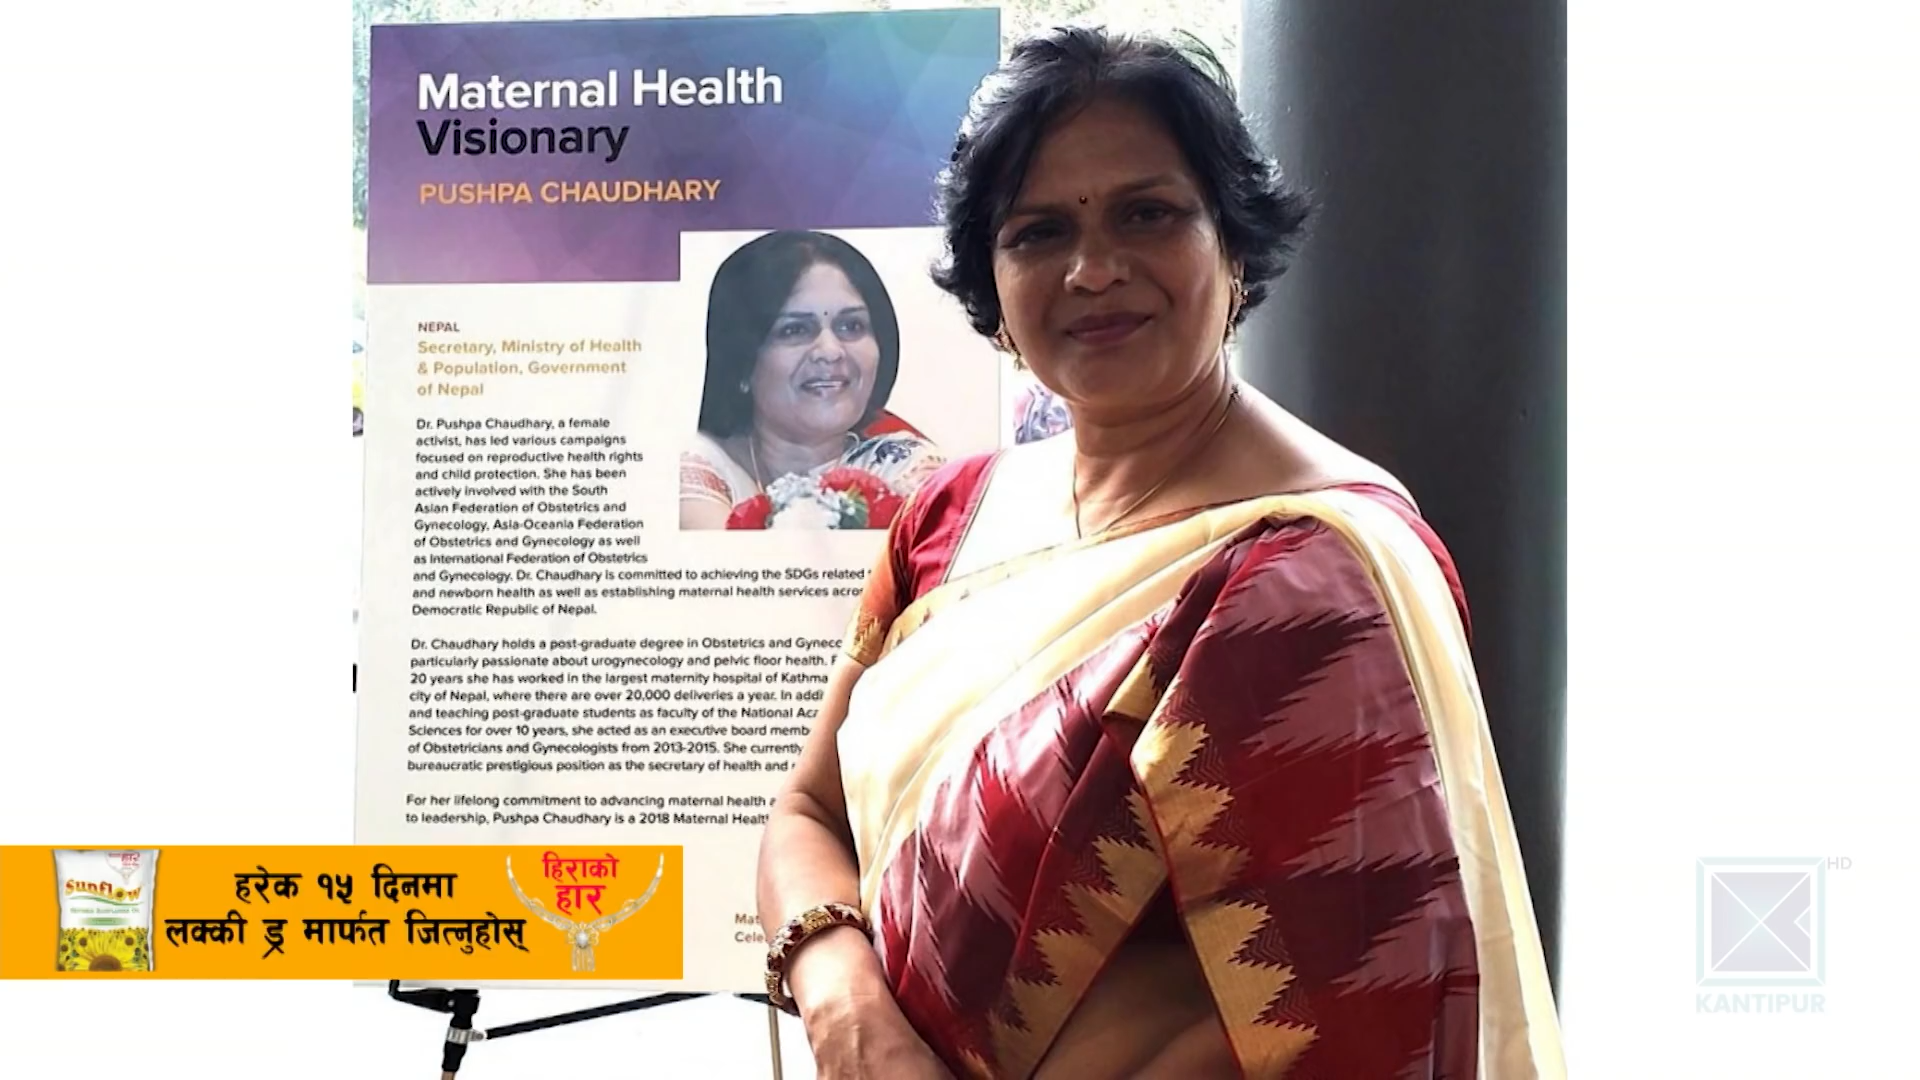 Maternal Health
Visionary
PUSHPA CHAUDHARY
NEPAL
Secretary, Ministry of Health
& Population, Government
of Nepal
Dr. Pushpa Chaudhary, a female
activist, has led various campaigns
focused on reproductive health rights
and child protection. She has been
actively involved with the South
Asian Federation of Obstetrics and
Gynecology, Asia-Oceania Federation
of Obstetrics and Gynecology as well
as International Federation of Obstetrics
and Gynecology. Dr. Chaudhary is committed to achieving the SDGs related
and newborn health as well as establishing maternal health services
Democratic Republic of Nepal.
Dr. Chaudhary holds a post-graduate degree in Obstetrics and
particularly passionate about urogynecology and pelvic floor health.
20 years she has worked in the largest maternity hospital of
city of Nepal, where there are over 20,000 deliveries a year. In
and teaching post-graduate students as faculty of the National
Sciences for over 10 years, she acted as an executive board
of Obstetricians and Gynecologists from 2013-2015. She currently
bureaucratic prestigious position as the secretary of health and
For her lifelong commitment to advancing maternal health
to leadership, Pushpa Chaudhary is a 2018 Maternal
Sunflow
हरेक १५ दिनमा
लक्की ड्र मार्फत जित्नुहोस्
हिराको
हार
HD
KANTIPUR